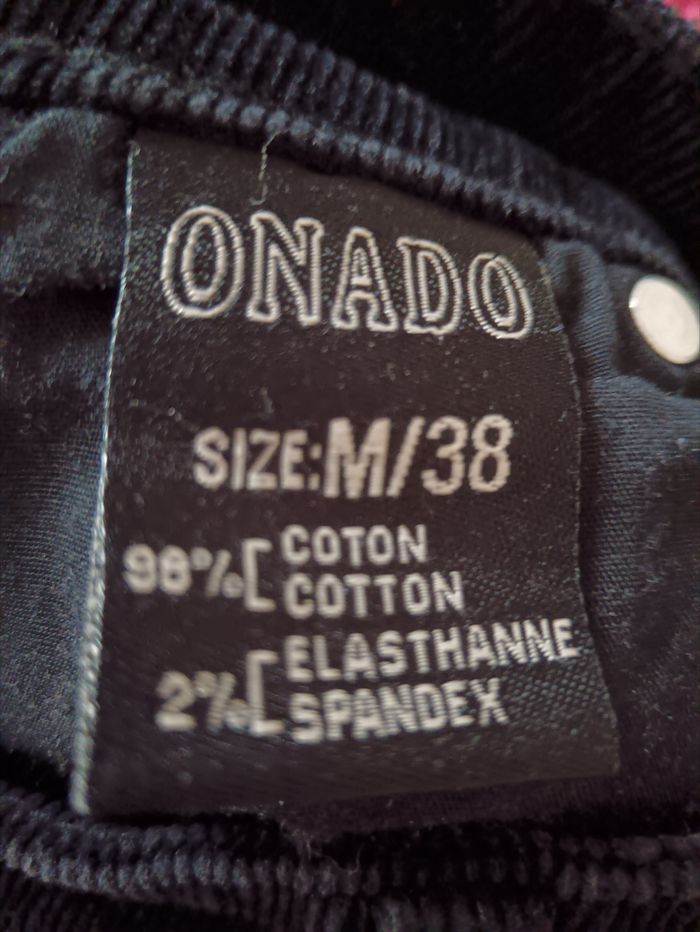 ONADO
SIZE:M/38
98% [ COTON
COTTON
2% [ ELASTHANNE
SPANDEX